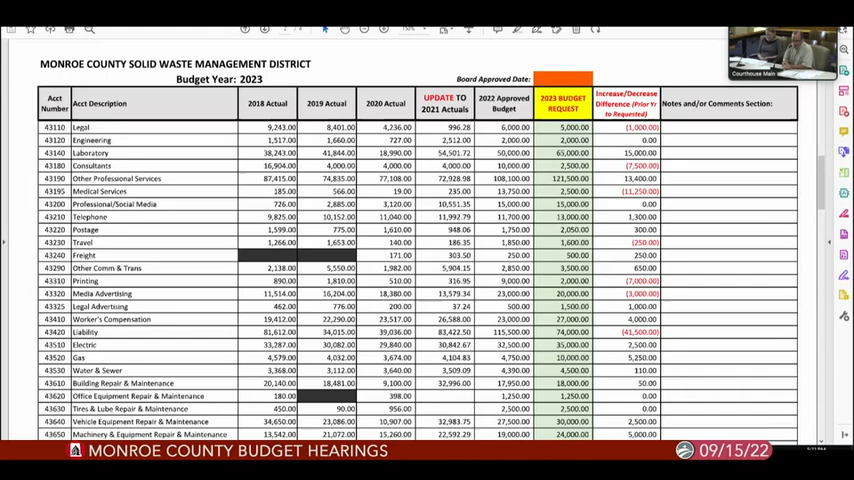 MONROE COUNTY SOLID WASTE MANAGEMENT DISTRICT
Budget Year: 2023 Board Approved Date:
Courthouse Main
Acct Number Acct Description 2018 Actual 2019 Actual 2020 Actual UPDATE TO 2021 Actuals 2022 Approved Budget 2023 BUDGET REQUEST Increase/Decrease Difference (Prior Yr to Requested) Notes and/or Comments Section:
43110 Legal 9,243.00 8,401.00 4,236.00 996.28 6,000.00 5,000.00 (1,000.00)
43120 Engineering 1,517.00 1,660.00 727.00 2,512.00 2,000.00 2,000.00 0.00
43140 Laboratory 38,243.00 41,844.00 18,990.00 54,501.72 50,000.00 65,000.00 15,000.00
43180 Consultants 16,904.00 4,000.00 4,000.00 4,000.00 10,000.00 2,500.00 (7,500.00)
43190 Other Professional Services 87,415.00 74,835.00 77,108.00 72,928.98 108,100.00 121,500.00 13,400.00
43195 Medical Services 185.00 566.00 19.00 235.00 13,750.00 2,500.00 (11,250.00)
43200 Professional/Social Media 726.00 2,885.00 3,120.00 10,551.35 15,000.00 15,000.00 0.00
43210 Telephone 9,825.00 10,152.00 11,040.00 11,992.79 11,700.00 13,000.00 1,300.00
43220 Postage 1,599.00 775.00 1,610.00 948.06 1,750.00 2,050.00 300.00
43230 Travel 1,266.00 1,653.00 140.00 186.35 1,850.00 1,600.00 (250.00)
43240 Freight 171.00 303.50 250.00 500.00 250.00
43290 Other Comm & Trans 2,138.00 5,550.00 1,982.00 5,904.15 2,850.00 3,500.00 650.00
43310 Printing 890.00 1,810.00 510.00 316.95 9,000.00 2,000.00 (7,000.00)
43320 Media Advertising 11,514.00 16,204.00 18,380.00 13,579.34 23,000.00 20,000.00 (3,000.00)
43325 Legal Advertising 462.00 776.00 200.00 37.24 500.00 1,500.00 1,000.00
43410 Worker's Compensation 19,412.00 22,290.00 23,517.00 26,588.00 23,000.00 27,000.00 4,000.00
43420 Liability 81,612.00 34,015.00 39,036.00 83,422.50 115,500.00 74,000.00 (41,500.00)
43510 Electric 33,287.00 30,082.00 29,840.00 30,842.67 32,500.00 35,000.00 2,500.00
43520 Gas 4,579.00 4,032.00 3,674.00 4,104.83 4,750.00 10,000.00 5,250.00
43530 Water & Sewer 3,368.00 3,112.00 3,640.00 3,509.09 4,390.00 4,500.00 110.00
43610 Building Repair & Maintenance 20,140.00 18,481.00 9,100.00 32,996.00 17,950.00 18,000.00 50.00
43620 Office Equipment Repair & Maintenance 180.00 398.00 1,250.00 1,250.00 0.00
43630 Tires & Lube Repair & Maintenance 450.00 90.00 956.00 2,500.00 2,500.00 0.00
43640 Vehicle Equipment Repair & Maintenance 34,650.00 23,086.00 10,907.00 32,983.75 27,500.00 30,000.00 2,500.00
43650 Machinery & Equipment Repair & Maintenance 13,542.00 21,072.00 15,260.00 22,592.29 19,000.00 24,000.00 5,000.00
MONROE COUNTY BUDGET HEARINGS 09/15/22